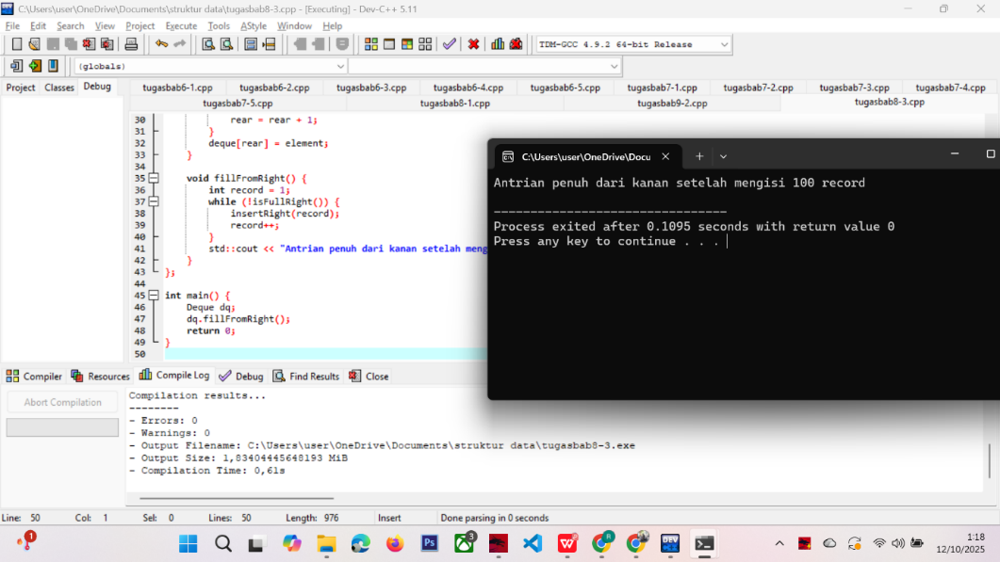 C:\Users\user\OneDrive\Documents\struktur data\tugasbab8-3.cpp - [Executing] - Dev-C++ 5.11
File Edit Search View Project Execute Tools AStyle Window Help
TDM-GCC 4.9.2 64-bit Release
(globals)
Project Classes Debug
tugasbab6-1.cpp tugasbab6-2.cpp tugasbab6-3.cpp tugasbab6-4.cpp tugasbab6-5.cpp tugasbab7-1.cpp tugasbab7-2.cpp tugasbab7-3.cpp tugasbab7-4.cpp
tugasbab7-5.cpp tugasbab8-1.cpp tugasbab9-2.cpp tugasbab8-3.cpp
30 rear = rear + 1;
31 }
32 deque[rear] = element;
33 }
34
35 void fillFromRight() {
36 int record = 1;
37 while (!isFullRight()) {
38 insertRight(record);
39 record++;
40 }
41 std::cout << "Antrian penuh dari kanan setelah meng
42 }
43 };
44
45 int main() {
46 Deque dq;
47 dq.fillFromRight();
48 return 0;
49 }
50
C:\Users\user\OneDrive\Docu
Antrian penuh dari kanan setelah mengisi 100 record
--------------------------------
Process exited after 0.1095 seconds with return value 0
Press any key to continue . . .
Compiler Resources Compile Log Debug Find Results Close
Abort Compilation
Compilation results...
--------
- Errors: 0
- Warnings: 0
- Output Filename: C:\Users\user\OneDrive\Documents\struktur data\tugasbab8-3.exe
- Output Size: 1,83404445648193 MiB
- Compilation Time: 0,61s
Line: 50 Col: 1 Sel: 0 Lines: 50 Length: 976 Insert Done parsing in 0 seconds
1
Ps
3
W
R
DEV
1:18
12/10/2025